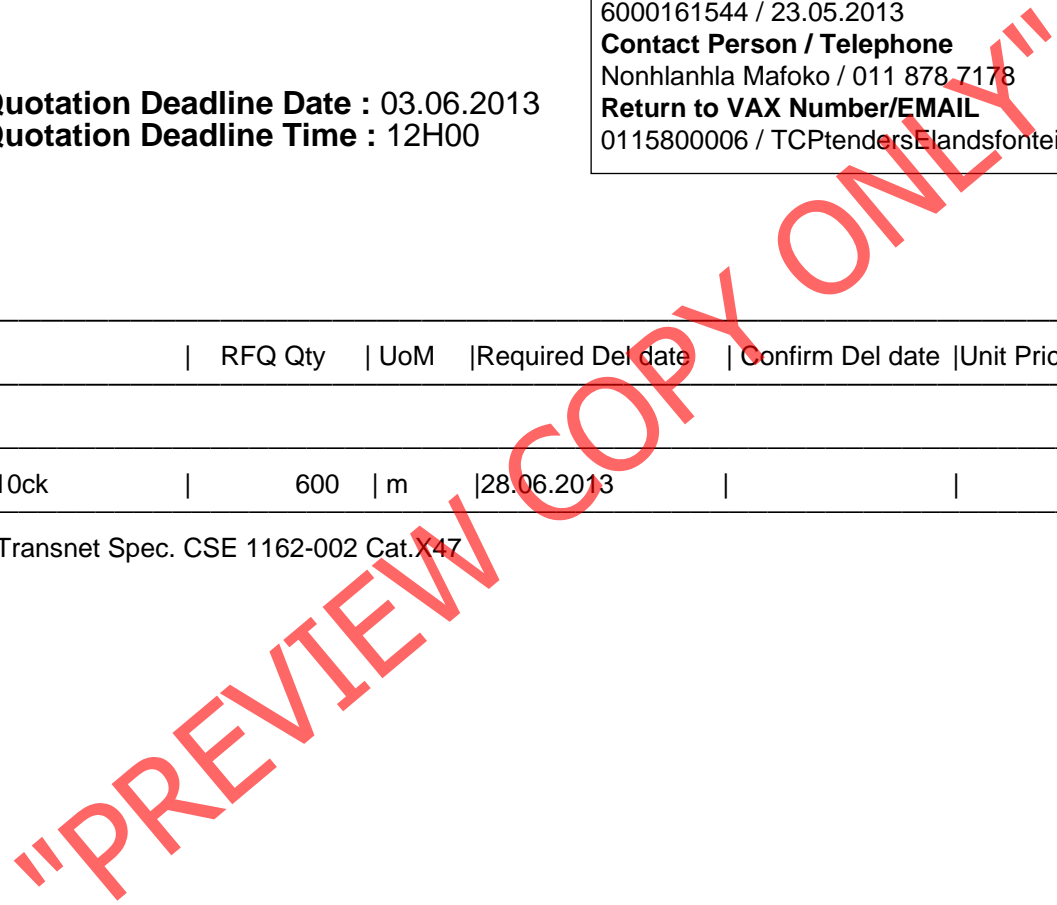 6000161544 / 23.05.2013
Contact Person / Telephone
Nonhlanhla Mafoko / 011 878 7178
Return to VAX Number/EMAIL
0115800006 / TCPtendersElandsfontei
Quotation Deadline Date : 03.06.2013
Quotation Deadline Time : 12H00
| RFQ Qty | UoM |Required Del date | Confirm Del date |Unit Pric
10ck | 600 | m |28.06.2013 | |
Transnet Spec. CSE 1162-002 Cat.X47
"PREVIEW COPY ONLY"